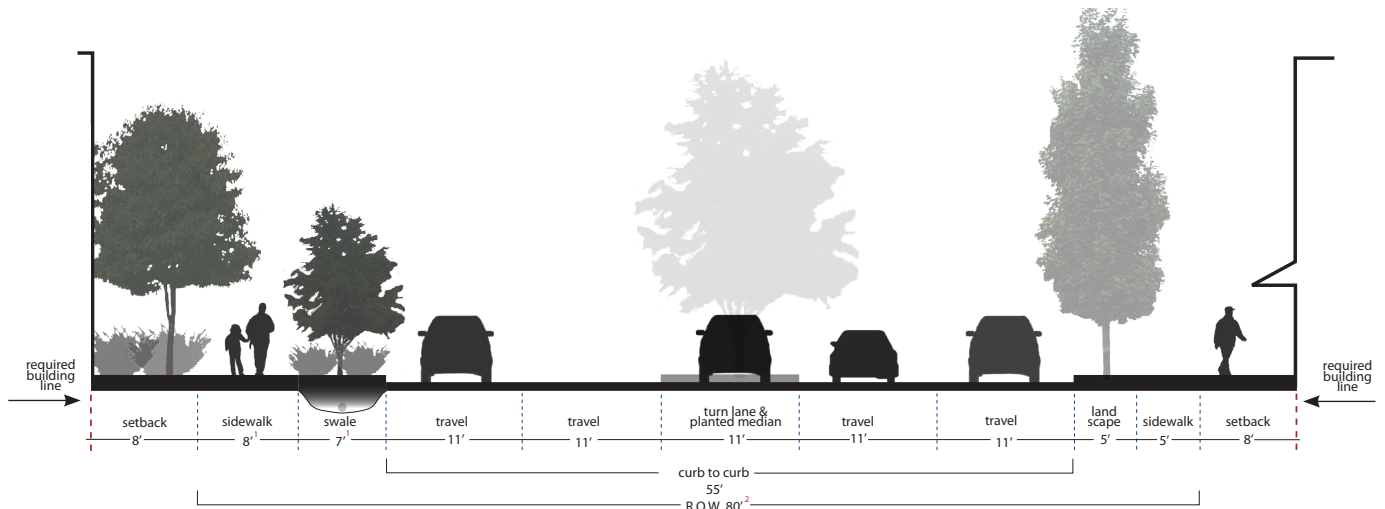 required
building
line
required
building
line
setback
sidewalk
swale
travel
travel
turn lane &
planted median
travel
travel
land
scape
sidewalk
setback
8'
8'1
7'1
11'
11'
11'
11'
11'
5'
5'
8'
curb to curb
55'
R.O.W. 80'2